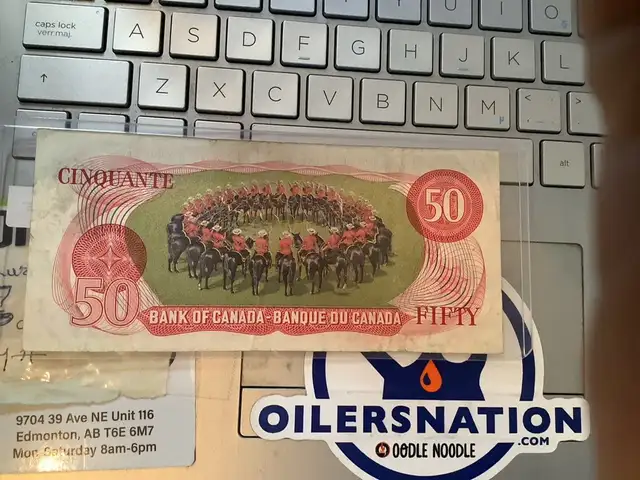 caps lock
verr.maj.
A
S
D
F
G
H
J
K
L
U
I
O
Z
X
C
V
B
N
M
<
>
alt
CINQUANTE
50
50
BANK OF CANADA - BANQUE DU CANADA
FIFTY
9704 39 Ave NE Unit 116
Edmonton, AB T6E 6M7
Mon-Saturday 8am-6pm
OILERSNATION
.COM
OODLE NOODLE